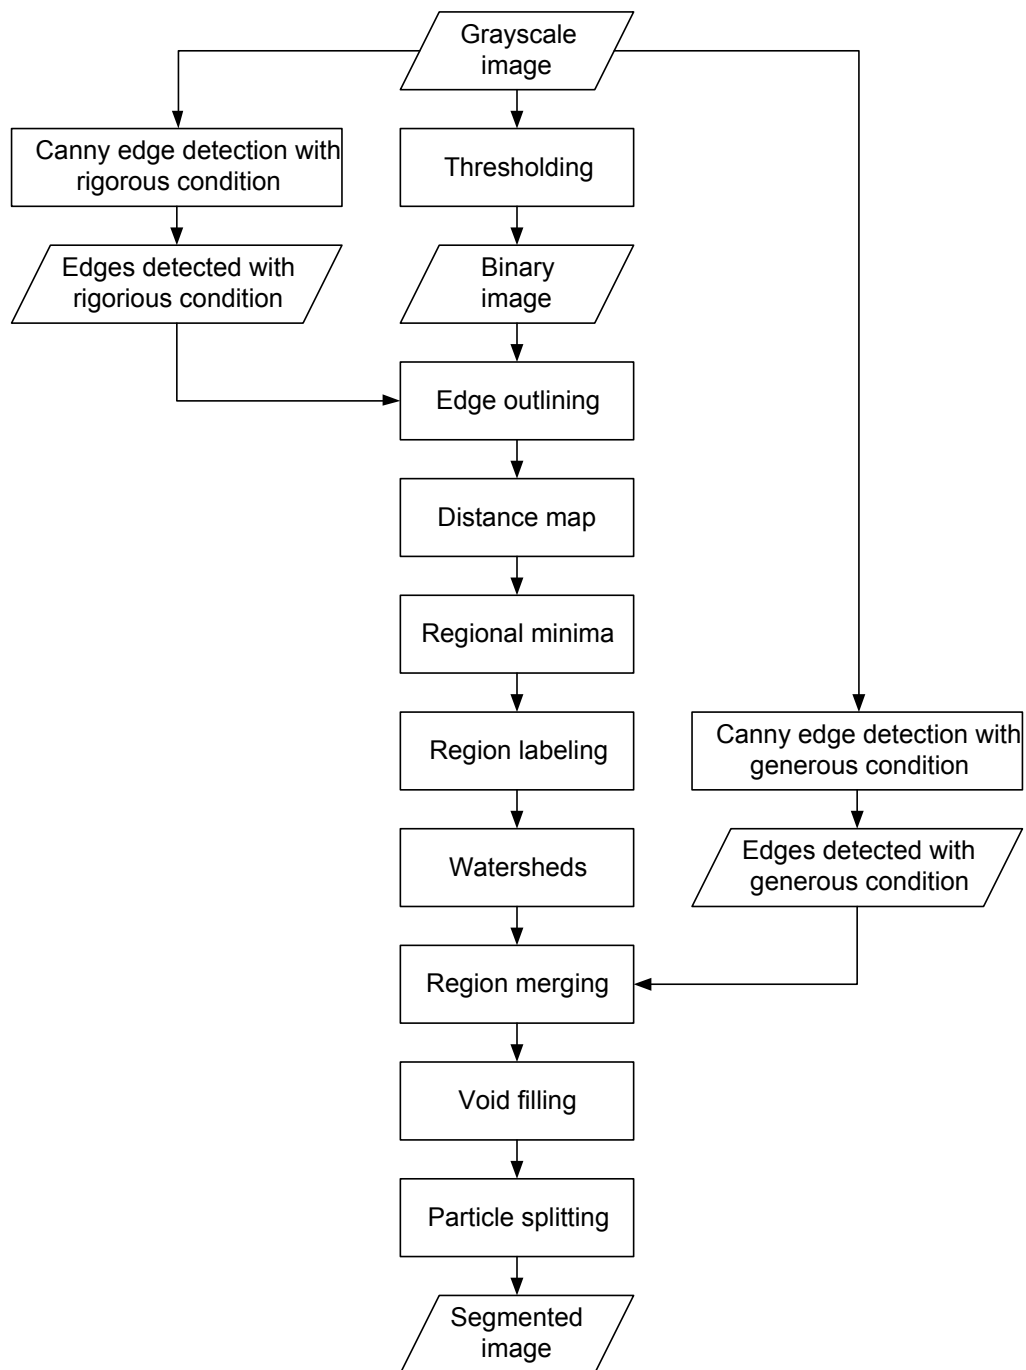 Grayscale
image
Canny edge detection with
rigorous condition
Thresholding
Edges detected with
rigorious condition
Binary
image
Edge outlining
Distance map
Regional minima
Region labeling
Canny edge detection with
generous condition
Watersheds
Edges detected with
generous condition
Region merging
Void filling
Particle splitting
Segmented
image